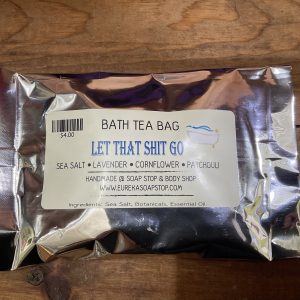 BATH TEA BAG
$4.00
LET THAT SHIT GO
SEA SALT • LAVENDER • CORNFLOWER • PATCHOULI
HANDMADE @ SOAP STOP & BODY SHOP
WWW.EUREKASOAPSTOP.COM
Ingredients: Sea Salt, Botanicals, Essential Oil